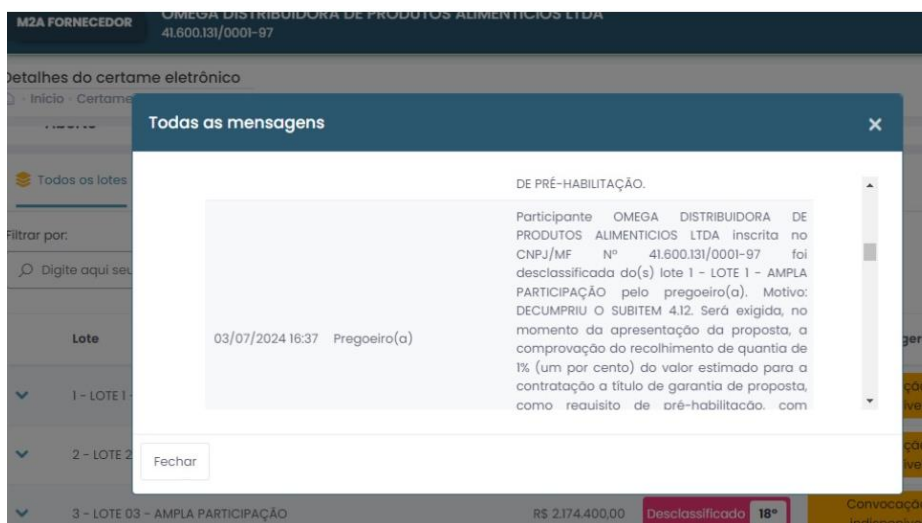 M2A FORNECEDOR
OMEGA DISTRIBUIDORA DE PRODUTOS ALIMENTICIOS LTDA
41.600.131/0001-97
Detalhes do certame eletrônico
Início · Certame
Todas as mensagens
×
Todos os lotes
DE PRÉ-HABILITAÇÃO.
Participante OMEGA DISTRIBUIDORA DE
PRODUTOS ALIMENTICIOS LTDA inscrita no
CNPJ/MF Nº 41.600.131/0001-97 foi
desclassificada do(s) lote 1 - LOTE 1 - AMPLA
PARTICIPAÇÃO pelo pregoeiro(a). Motivo:
DECUMPRIU O SUBITEM 4.12. Será exigida, no
momento da apresentação da proposta, a
comprovação do recolhimento de quantia de
1% (um por cento) do valor estimado para a
contratação a título de garantia de proposta,
como requisito de pré-habilitação, com
03/07/2024 16:37 Pregoeiro(a)
Filtrar por:
Digite aqui seu
Lote
1 - LOTE 1 -
2 - LOTE 2
Fechar
3 - LOTE 03 - AMPLA PARTICIPAÇÃO R$ 2.174.400,00 Desclassificado 18º Convocação